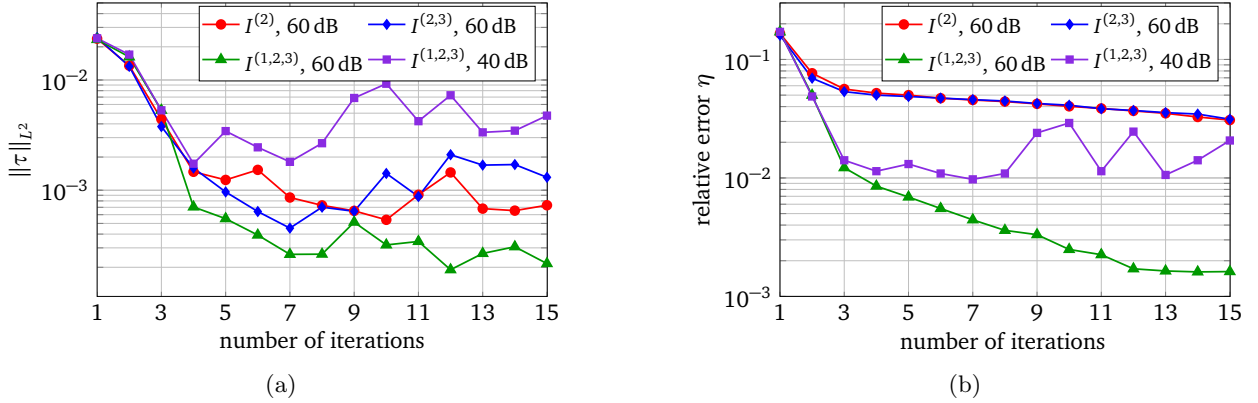 I^(2), 60 dB
I^(2,3), 60 dB
I^(1,2,3), 60 dB
I^(1,2,3), 40 dB
10^−2
10^−3
‖τ‖_L^2
1 3 5 7 9 11 13 15
number of iterations
(a)
I^(2), 60 dB
I^(2,3), 60 dB
I^(1,2,3), 60 dB
I^(1,2,3), 40 dB
10^−1
10^−2
10^−3
relative error η
1 3 5 7 9 11 13 15
number of iterations
(b)